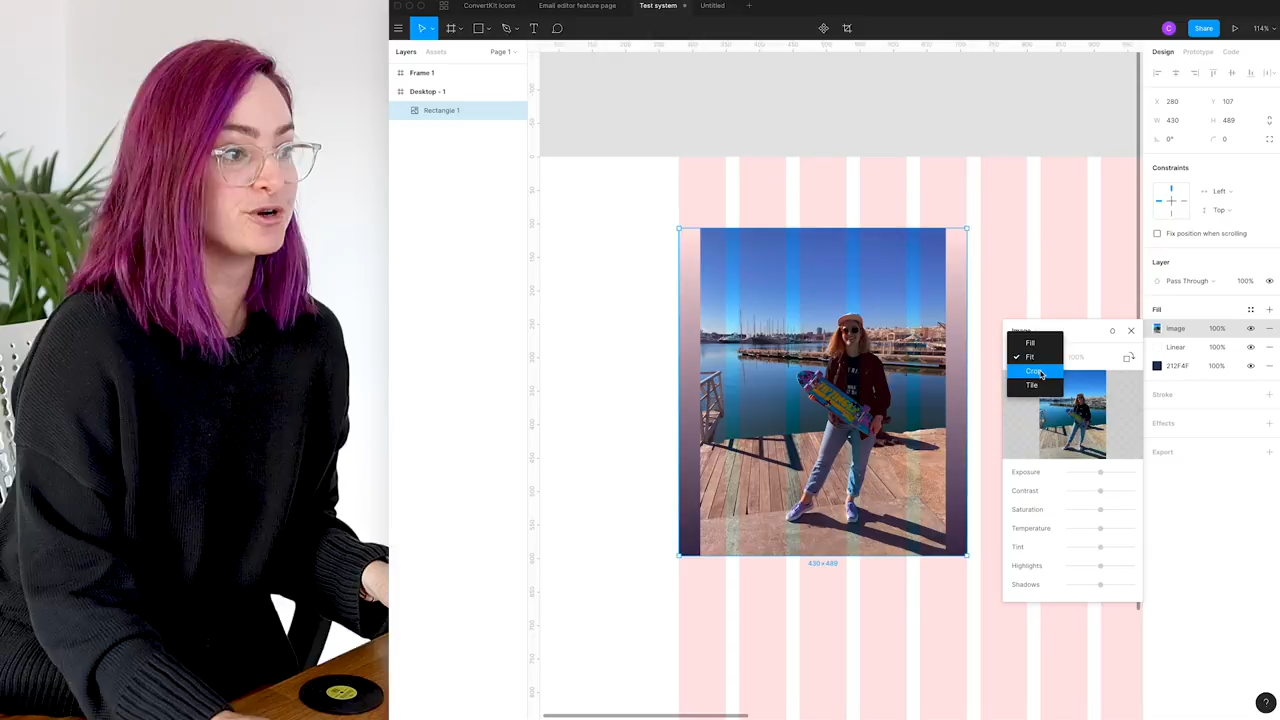 ConvertKit Icons
Email editor feature page
Test system
Untitled
C
Share
114%
Layers
Assets
Page 1
Design
Prototype
Code
Frame 1
Desktop - 1
Rectangle 1
X 280
Y 107
W 430
H 489
0°
0
Constraints
Left
Top
Fix position when scrolling
Layer
Pass Through
100%
Fill
Image 100%
Linear 100%
212F4F 100%
Stroke
Effects
Export
Image
0
Fill
Fit
Crop
Tile
100%
Exposure
Contrast
Saturation
Temperature
Tint
Highlights
Shadows
430×489
?